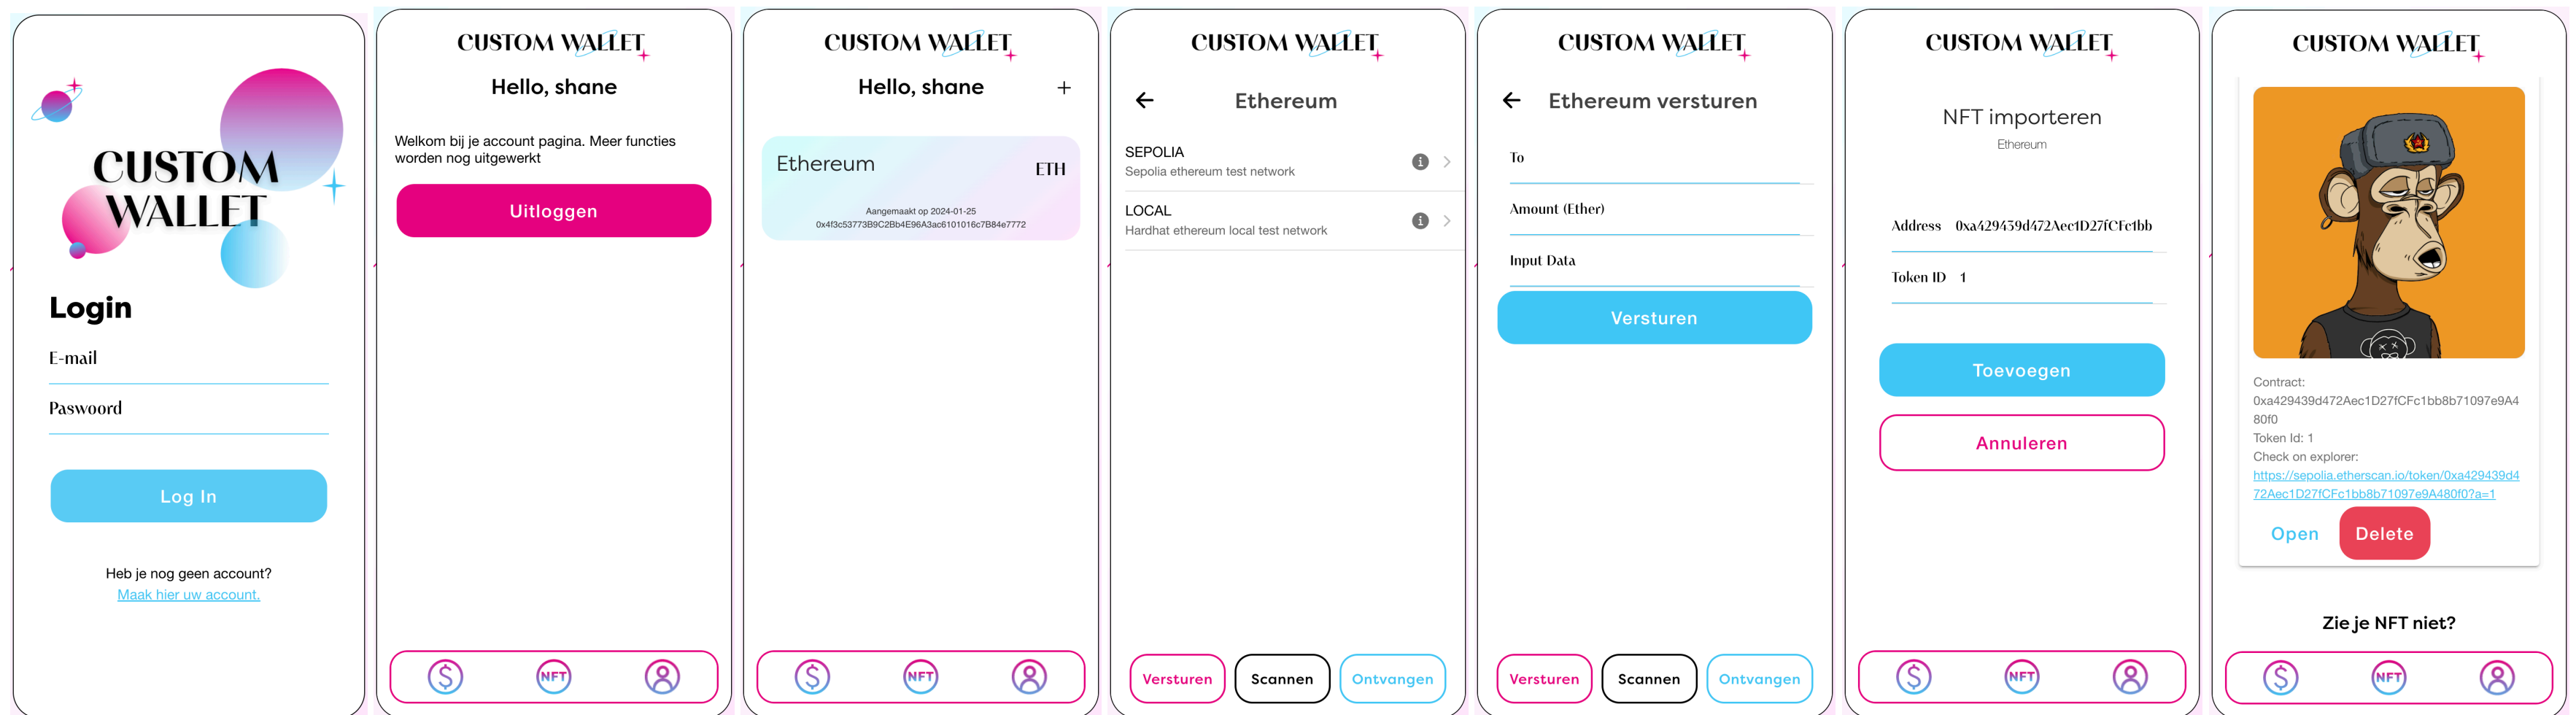 CUSTOM
WALLET
Login
E-mail
Paswoord
Log In
Heb je nog geen account?
Maak hier uw account.
CUSTOM WALLET
Hello, shane
Welkom bij je account pagina. Meer functies
worden nog uitgewerkt
Uitloggen
NFT
CUSTOM WALLET
Hello, shane
+
Ethereum
ETH
Aangemaakt op 2024-01-25
0x4f3c53773B9C2Bb4E96A3ac6101016c7B84e7772
NFT
CUSTOM WALLET
Ethereum
SEPOLIA
Sepolia ethereum test network
LOCAL
Hardhat ethereum local test network
Versturen
Scannen
Ontvangen
CUSTOM WALLET
Ethereum versturen
To
Amount (Ether)
Input Data
Versturen
Versturen
Scannen
Ontvangen
CUSTOM WALLET
NFT importeren
Ethereum
Address 0xa429439d472Aec1D27fCFc1bb
Token ID 1
Toevoegen
Annuleren
NFT
CUSTOM WALLET
Contract:
0xa429439d472Aec1D27fCFc1bb8b71097e9A4
80f0
Token Id: 1
Check on explorer:
https://sepolia.etherscan.io/token/0xa429439d4
72Aec1D27fCFc1bb8b71097e9A480f0?a=1
Open
Delete
Zie je NFT niet?
NFT